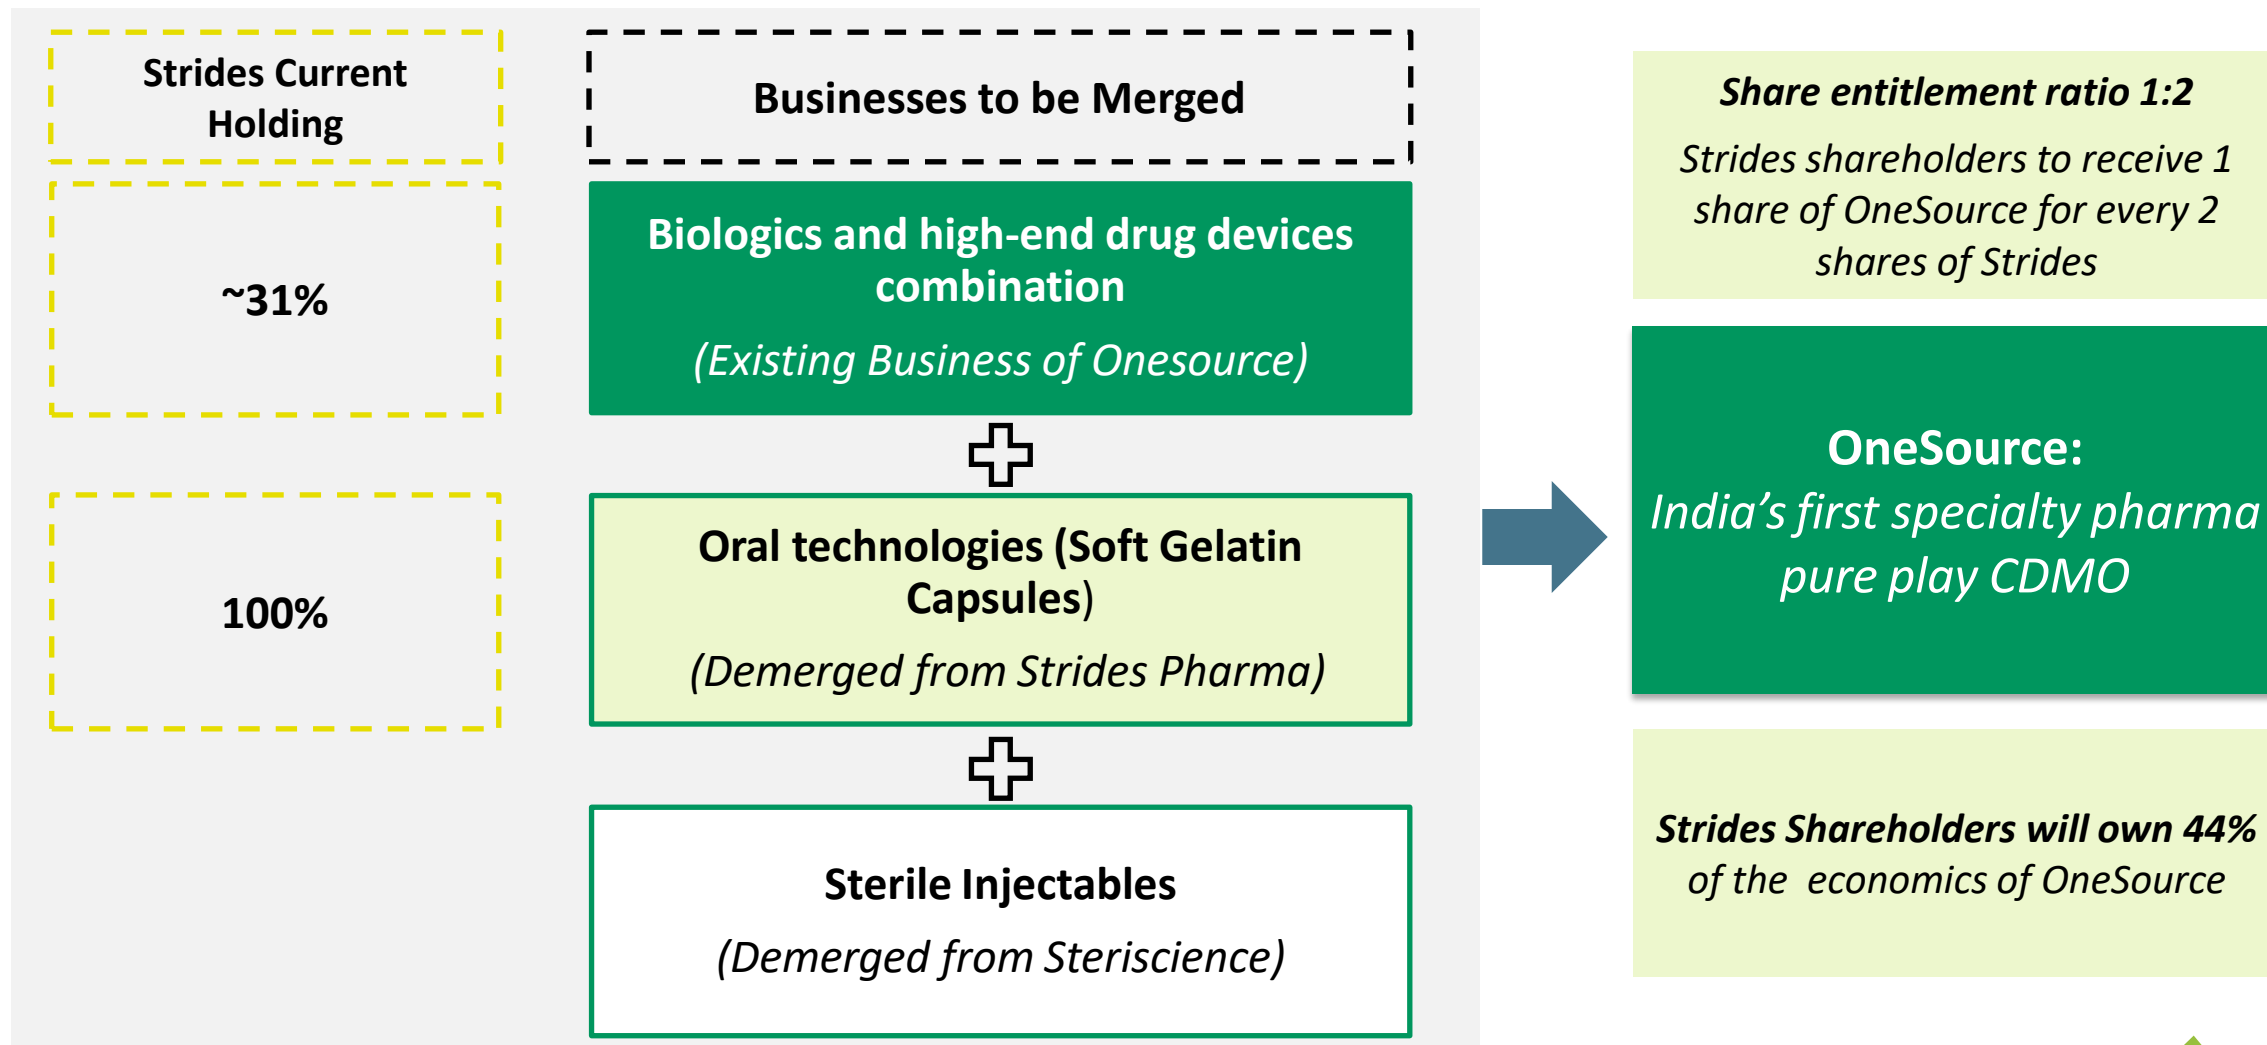 Strides Current
Holding
Businesses to be Merged
~31%
Biologics and high-end drug devices
combination
(Existing Business of Onesource)
100%
Oral technologies (Soft Gelatin
Capsules)
(Demerged from Strides Pharma)
Sterile Injectables
(Demerged from Steriscience)
Share entitlement ratio 1:2
Strides shareholders to receive 1
share of OneSource for every 2
shares of Strides
OneSource:
India’s first specialty pharma
pure play CDMO
Strides Shareholders will own 44%
of the economics of OneSource